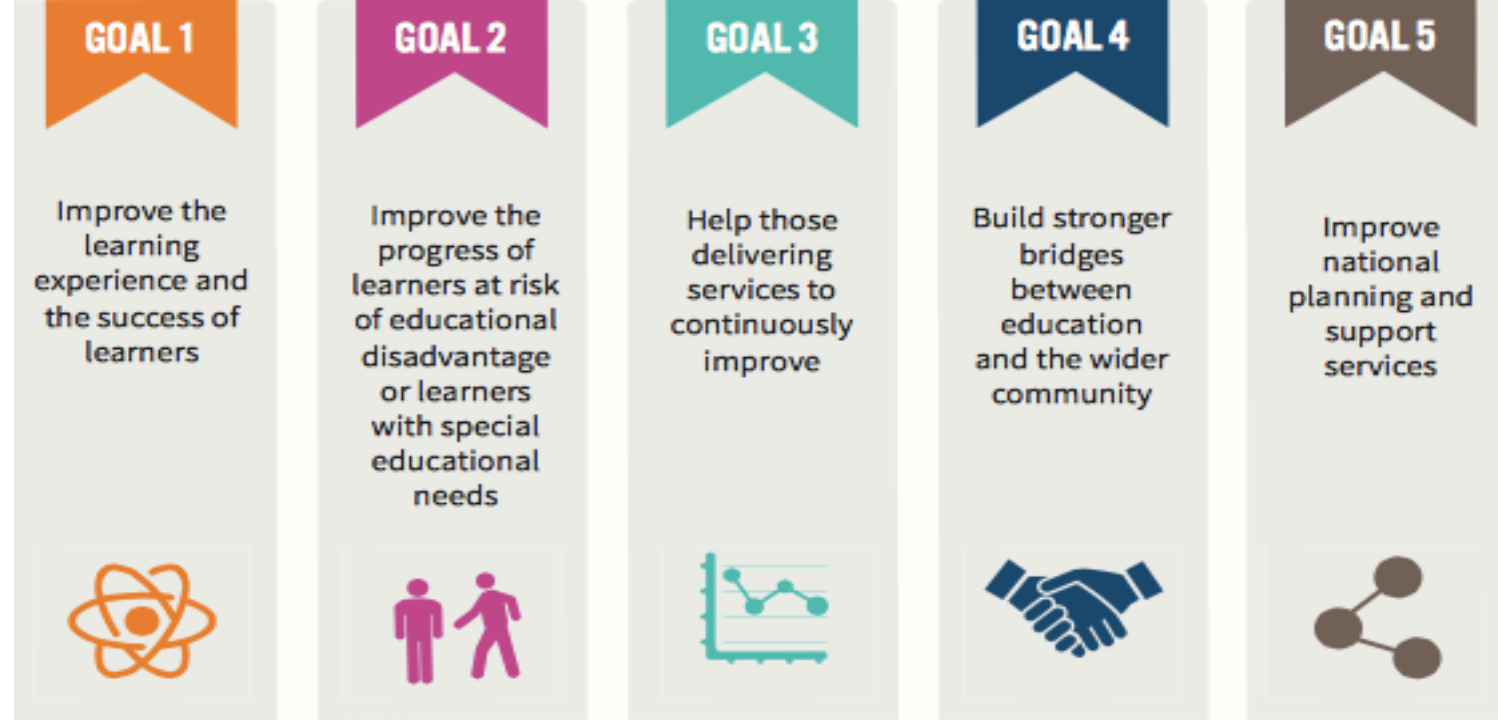 GOAL 1
Improve the
learning
experience and
the success of
learners
GOAL 2
Improve the
progress of
learners at risk
of educational
disadvantage
or learners
with special
educational
needs
GOAL 3
Help those
delivering
services to
continuously
improve
GOAL 4
Build stronger
bridges
between
education
and the wider
community
GOAL 5
Improve
national
planning and
support
services